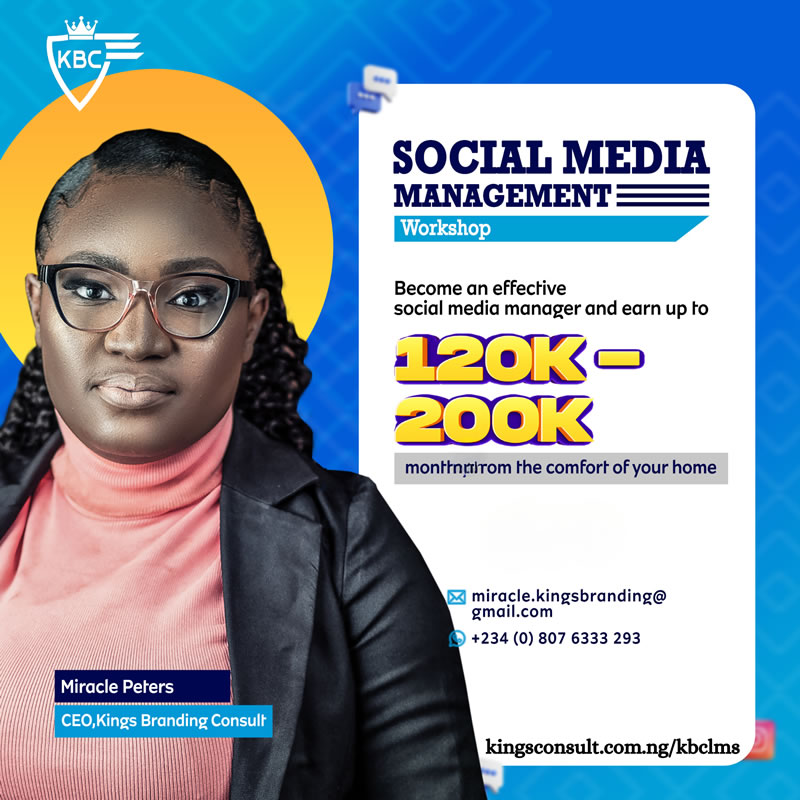 KBC
SOCIAL MEDIA
MANAGEMENT
Workshop
Become an effective
social media manager and earn up to
120K –
200K
from the comfort of your home
miracle.kingsbranding@
gmail.com
+234 (0) 807 6333 293
Miracle Peters
CEO,Kings Branding Consult
kingsconsult.com.ng/kbclms